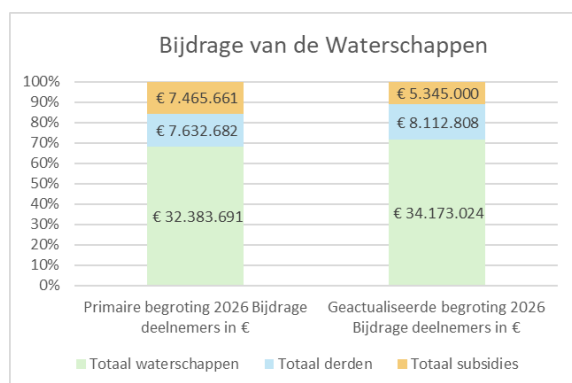 Bijdrage van de Waterschappen
100%
90%
80%
70%
60%
50%
40%
30%
20%
10%
0%
€ 7.465.661
€ 7.632.682
€ 32.383.691
€ 5.345.000
€ 8.112.808
€ 34.173.024
Primaire begroting 2026 Bijdrage
deelnemers in €
Geactualiseerde begroting 2026
Bijdrage deelnemers in €
Totaal waterschappen
Totaal derden
Totaal subsidies